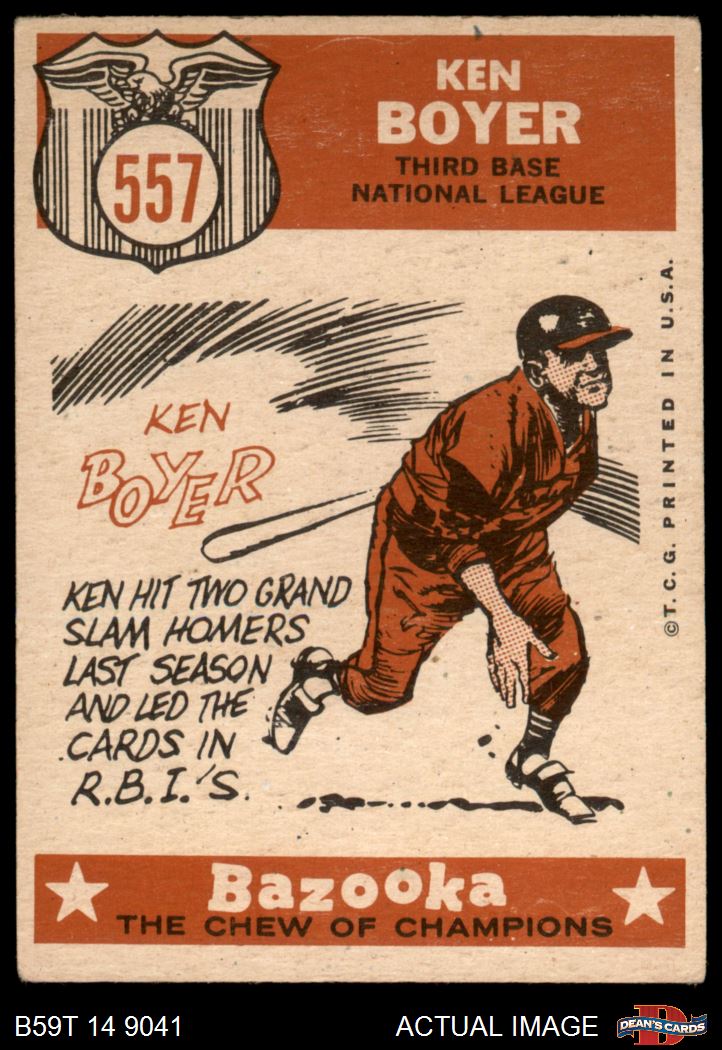 557
KEN
BOYER
THIRD BASE
NATIONAL LEAGUE
KEN
BOYER
KEN HIT TWO GRAND
SLAM HOMERS
LAST SEASON
AND LED THE
CARDS IN
R.B.I.'S.
©T.C.G. PRINTED IN U.S.A.
Bazooka
THE CHEW OF CHAMPIONS
B59T 14 9041
ACTUAL IMAGE
D
DEAN'S CARDS